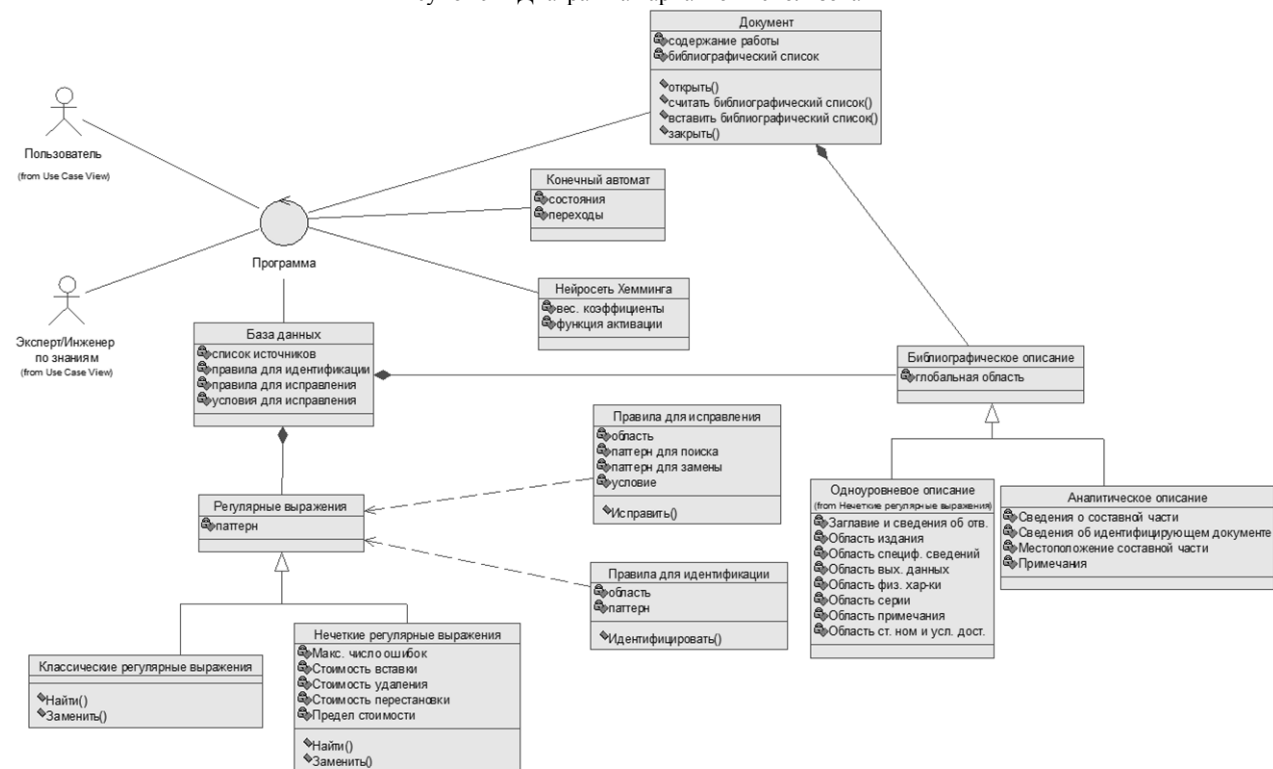 Документ
содержание работы
библиографический список
открыть()
считать библиографический список()
вставить библиографический список()
закрыть()
Пользователь
(from Use Case View)
Конечный автомат
состояния
переходы
Программа
Нейросеть Хемминга
вес. коэффициенты
функция активации
Эксперт/Инженер
по знаниям
(from Use Case View)
База данных
список источников
правила для идентификации
правила для исправления
условия для исправления
Библиографическое описание
глобальная область
Правила для исправления
область
паттерн для поиска
паттерн для замены
условие
Исправить()
Регулярные выражения
паттерн
Одноуровневое описание
(from Нечеткие регулярные выражения)
Заглавие и сведения об отв.
Область издания
Область специф. сведений
Область вых. данных
Область физ. хар-ки
Область серии
Область примечания
Область ст. ном и усл. дост.
Аналитическое описание
Сведения о составной части
Сведения об идентифицирующем документе
Местоположение составной части
Примечания
Правила для идентификации
область
паттерн
Идентифицировать()
Классические регулярные выражения
Найти()
Заменить()
Нечеткие регулярные выражения
Макс. число ошибок
Стоимость вставки
Стоимость удаления
Стоимость перестановки
Предел стоимости
Найти()
Заменить()